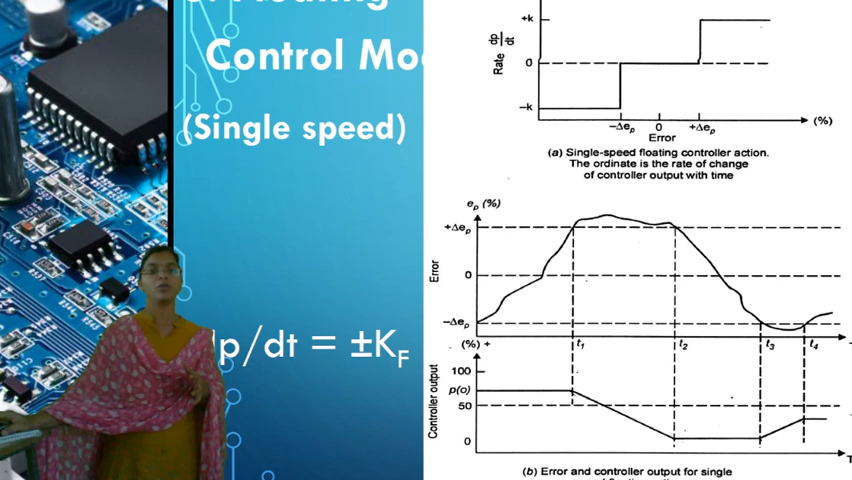 Floating
Control Mo
(Single speed)
dp/dt = ±K_F
+k
Rate dp/dt
0
–k
–Δeₚ
0
+Δeₚ
(%)
Error
(a) Single-speed floating controller action.
The ordinate is the rate of change
of controller output with time
eₚ (%)
+Δeₚ
Error
0
–Δeₚ
(%) +
t₁
t₂
t₃
t₄
Controller output
100
p(o)
50
0
T
(b) Error and controller output for single